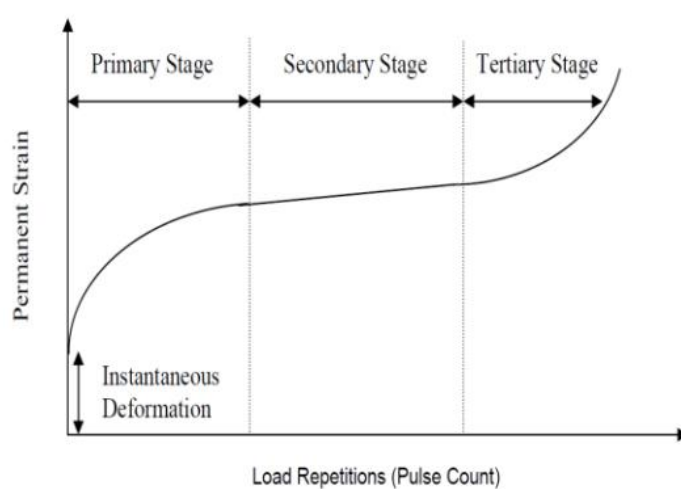 Primary Stage
Secondary Stage
Tertiary Stage
Permanent Strain
Instantaneous
Deformation
Load Repetitions (Pulse Count)